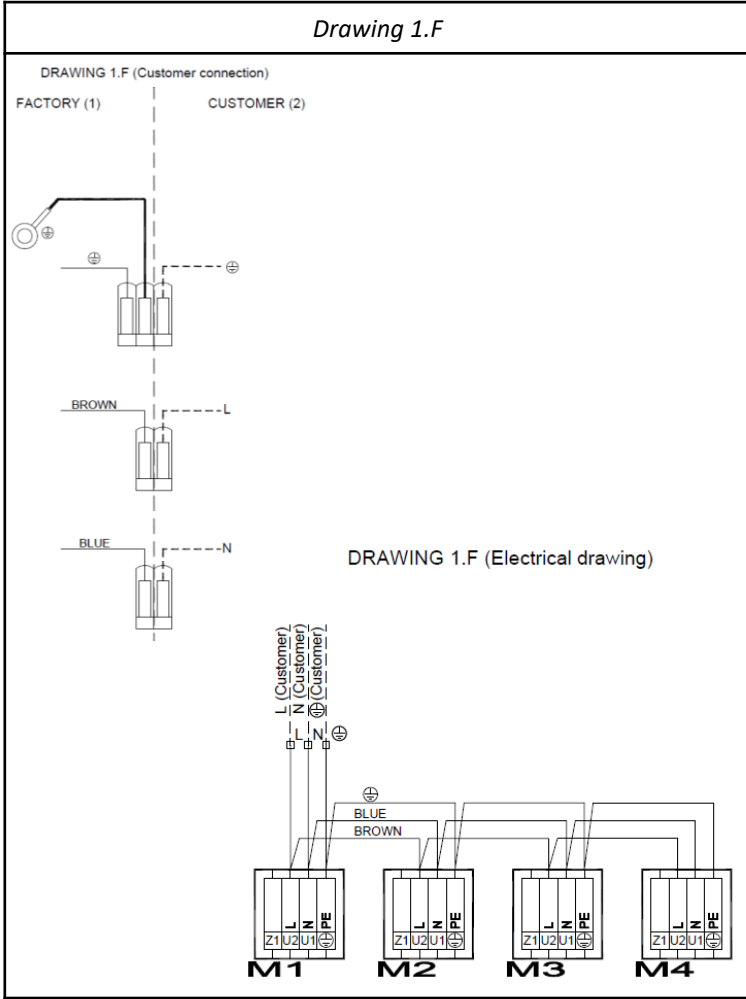 Drawing 1.F
DRAWING 1.F (Customer connection)
FACTORY (1) CUSTOMER (2)
BROWN L
BLUE N
DRAWING 1.F (Electrical drawing)
L (Customer)
N (Customer)
(Customer)
L N
BLUE
BROWN
L N PE L N PE L N PE L N PE
Z1 U2 U1 Z1 U2 U1 Z1 U2 U1 Z1 U2 U1
M1 M2 M3 M4